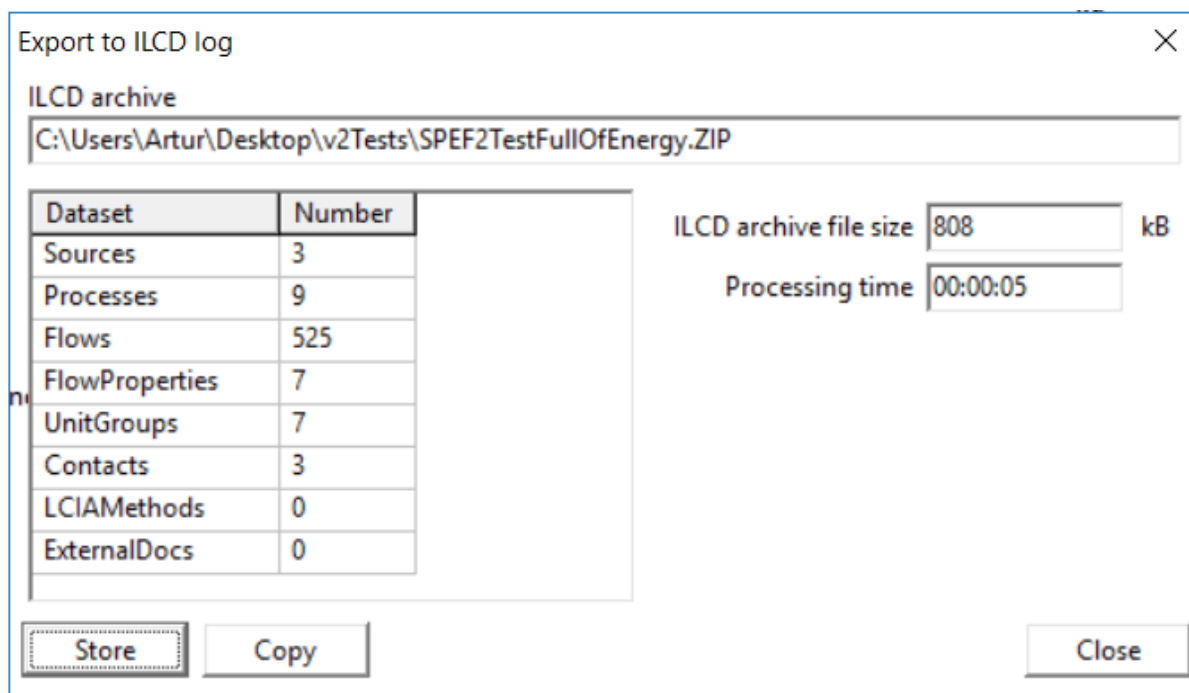 Export to ILCD log
ILCD archive
C:\Users\Artur\Desktop\v2Tests\SPEF2TestFullOfEnergy.ZIP
Dataset Number
Sources 3
Processes 9
Flows 525
FlowProperties 7
UnitGroups 7
Contacts 3
LCIAMethods 0
ExternalDocs 0
ILCD archive file size 808 kB
Processing time 00:00:05
Store Copy Close